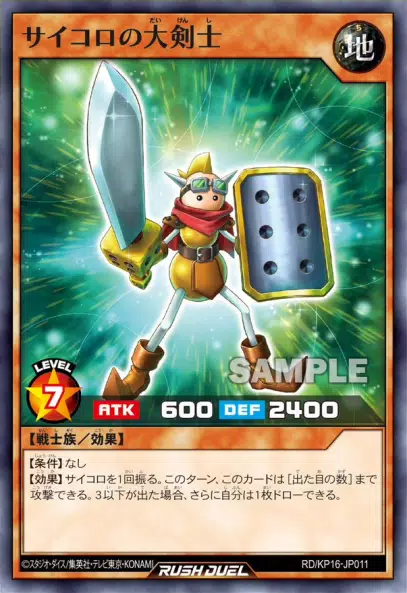 サイコロの大剣士
だいけんし
地
SAMPLE
LEVEL
7
ATK 600 DEF 2400
【戦士族/効果】
【条件】なし
【効果】サイコロを1回振る。このターン、このカードは[出た目の数]まで
攻撃できる。3以下が出た場合、さらに自分は1枚ドローできる。
©スタジオ・ダイス/集英社・テレビ東京・KONAMI
RUSH DUEL
RD/KP16-JP011